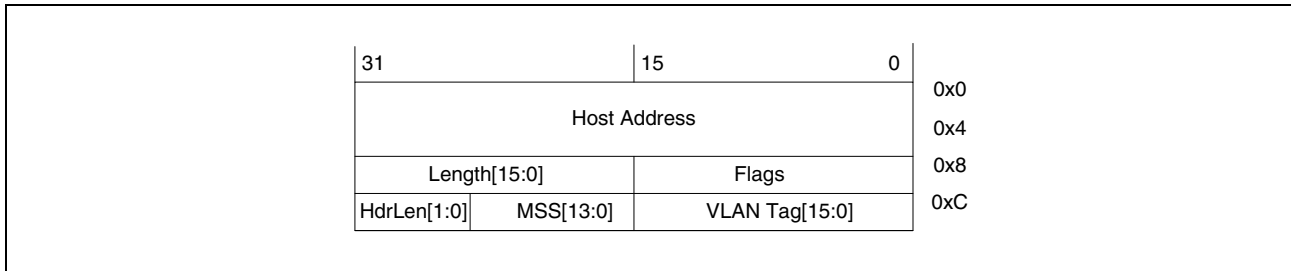 31 15 0
0x0
Host Address
0x4
Length[15:0] Flags 0x8
HdrLen[1:0] MSS[13:0] VLAN Tag[15:0] 0xC